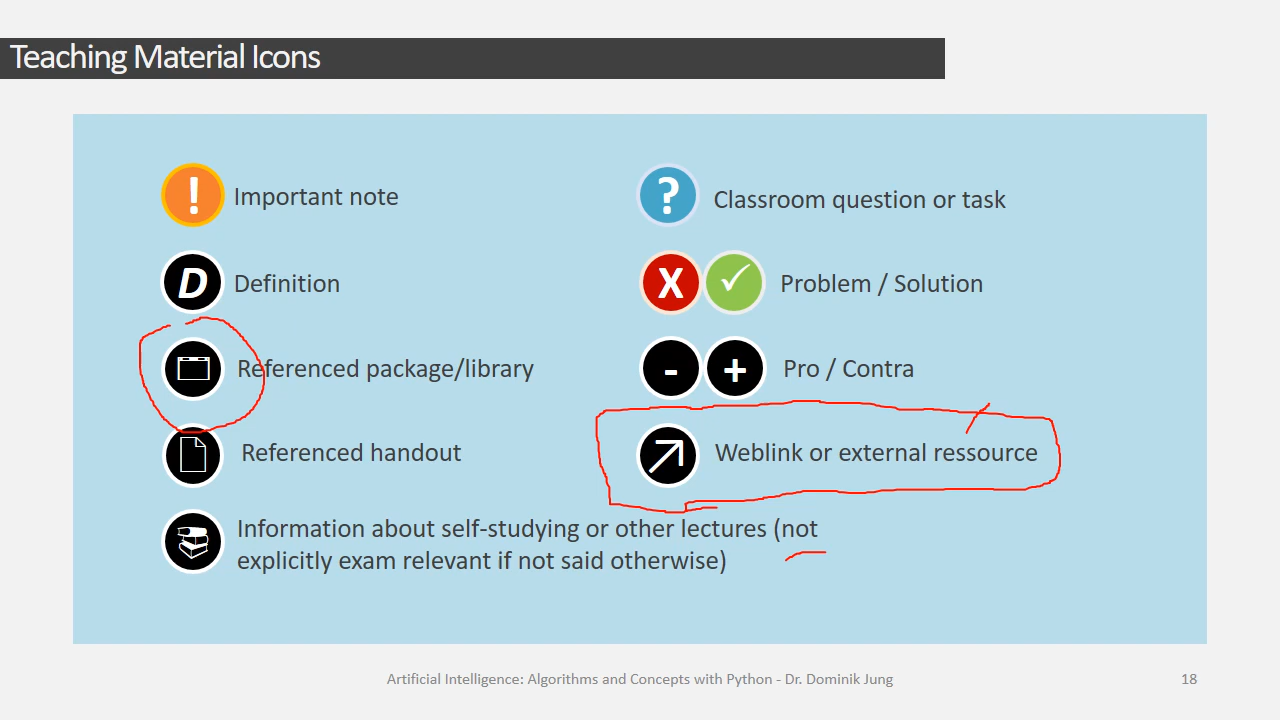 Teaching Material Icons
! Important note
? Classroom question or task
D Definition
X ✓ Problem / Solution
Referenced package/library
- + Pro / Contra
Referenced handout
Weblink or external ressource
Information about self-studying or other lectures (not
explicitly exam relevant if not said otherwise)
Artificial Intelligence: Algorithms and Concepts with Python - Dr. Dominik Jung
18